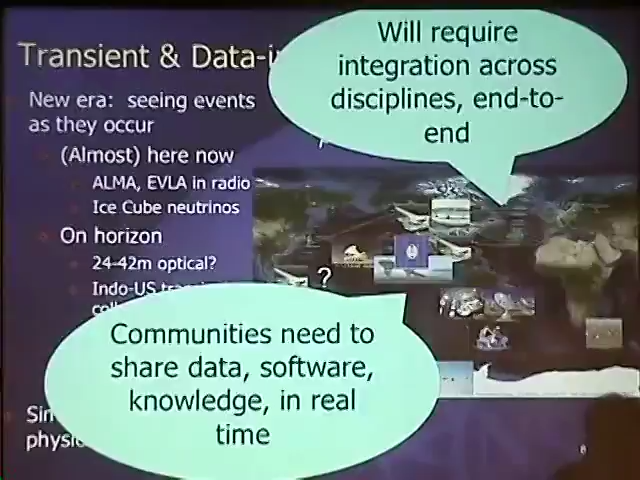 Transient & Data-i
Will require
integration across
disciplines, end-to-
end
New era: seeing events
as they occur
(Almost) here now
ALMA, EVLA in radio
Ice Cube neutrinos
On horizon
24-42m optical?
Indo-US
?
Communities need to
share data, software,
knowledge, in real
time
8